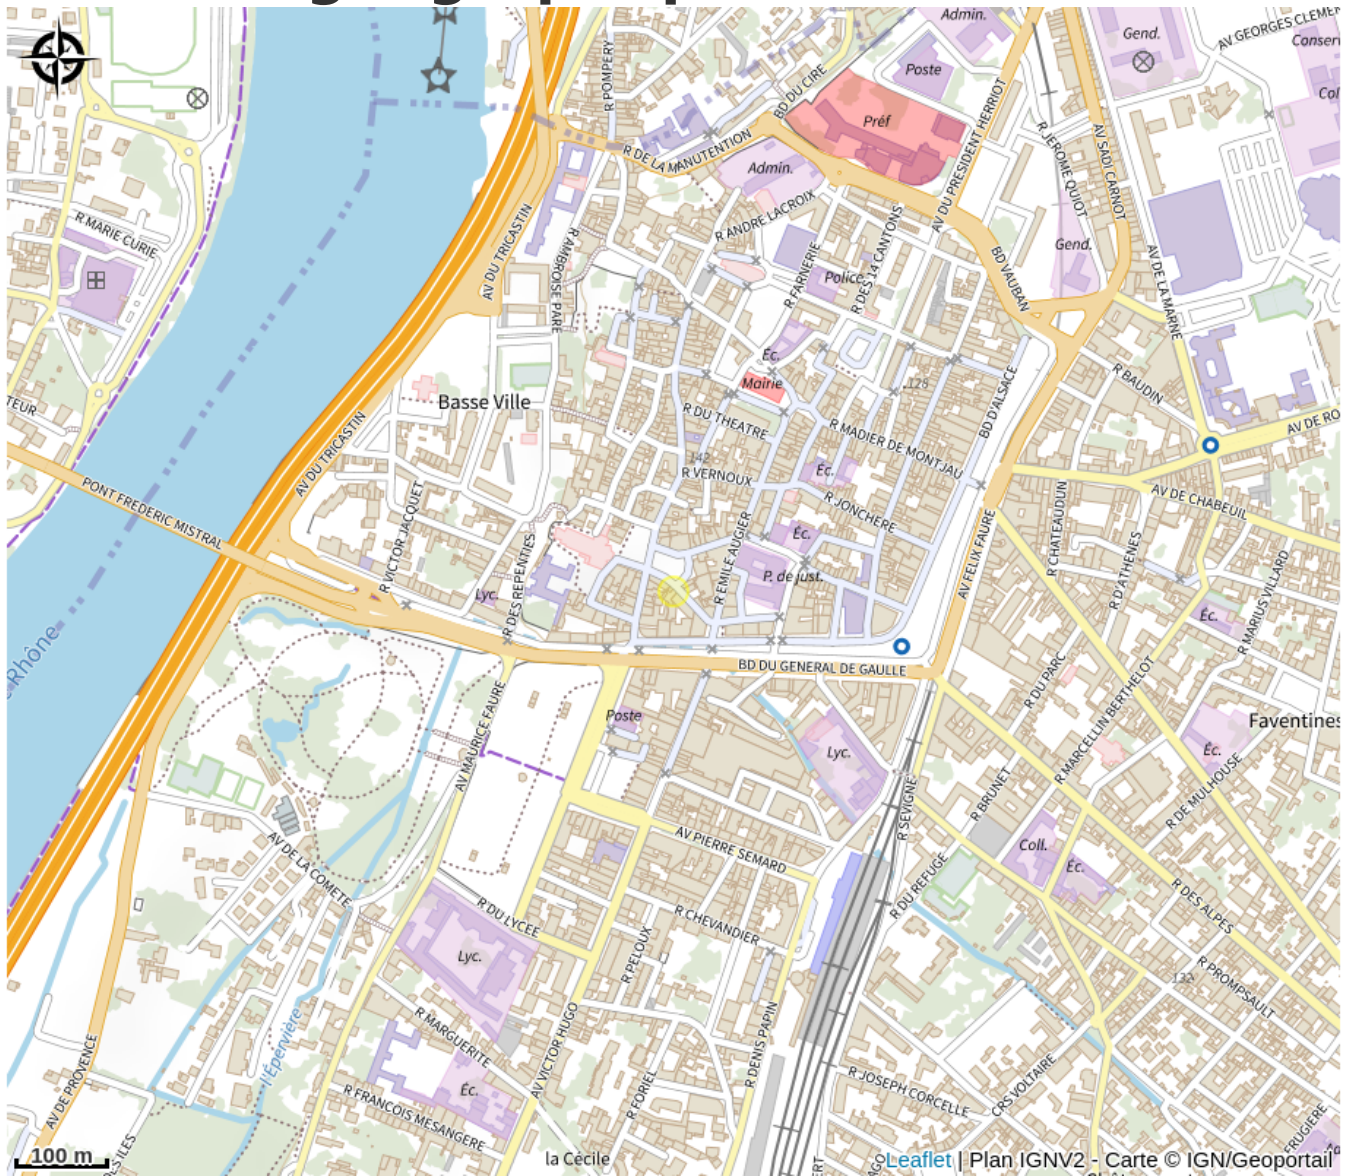 Admin.
Gend.
AV GEORGES CLEMEN
Conserv
Poste
R POMPERY
BD DU CIRE
Col
Préf
AV DU PRESIDENT HERRIOT
R JEROME QUIOT
AV SADI CARNOT
R DE LA MANUTENTION
Admin.
R MARIE CURIE
R ANDRE LACROIX
AV DU TRICASTIN
R AMBROISE PARE
R FARNERIE
R DES 14 CANTONS
Gend.
BD VAUBAN
AV DE LA MARNE
Police
Éc.
Mairie
128
R BAUDIN
TEUR
Basse Ville
BD D'ALSACE
R DU THEATRE
R MADIER DE MONTJAU
AV DE RO
AV DU TRICASTIN
142
R VERNOUX
Éc.
R JONCHERE
PONT FREDERIC MISTRAL
R VICTOR JACQUET
AV DE CHABEUIL
R CHATEAUDUN
AV FELIX FAURE
R EMILE AUGIER
Éc.
R DES REPENTIES
P. de just.
R D'ATHENES
R MARIUS VILLARD
Lyc.
Éc.
Rhône
BD DU GENERAL DE GAULLE
R DU PARC
R MARCELLIN BERTHELOT
Poste
AV MAURICE FAURE
Faventines
Lyc.
Éc.
R SEVIGNE
R BRUNET
R DE MULHOUSE
AV PIERRE SEMARD
AV DE LA COMETE
Coll.
Éc.
R DU REFUGE
R DES ALPES
R DU LYCEE
R CHEVANDIER
Lyc.
R PELOUX
132
R PROMPSAULT
l'Épervière
R MARGUERITE
AV VICTOR HUGO
R DENIS PAPIN
AV DE PROVENCE
Éc.
R FRANCOIS MESANGERE
R FORIEL
R JOSEPH CORCELLE
CRS VOLTAIRE
100 m
la Cécile
Leaflet | Plan IGNV2 - Carte © IGN/Geoportail